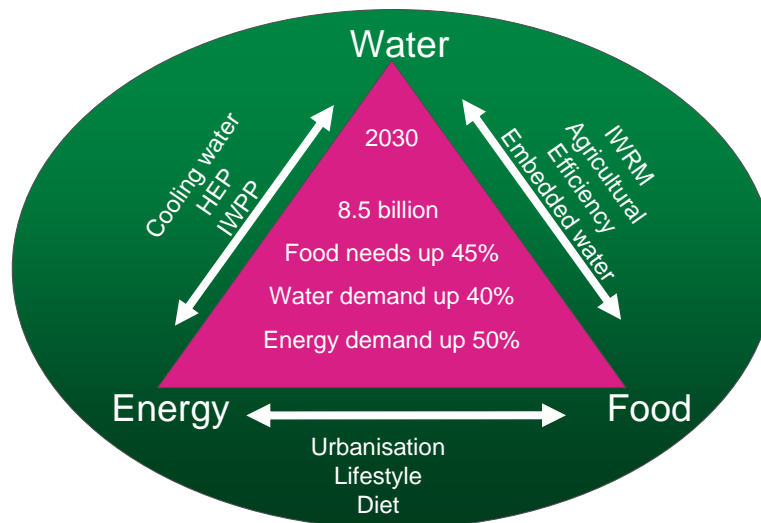 Water
Cooling water
HEP
IWPP
IWRM
Agricultural
Efficiency
Embedded water
2030
8.5 billion
Food needs up 45%
Water demand up 40%
Energy demand up 50%
Energy
Food
Urbanisation
Lifestyle
Diet